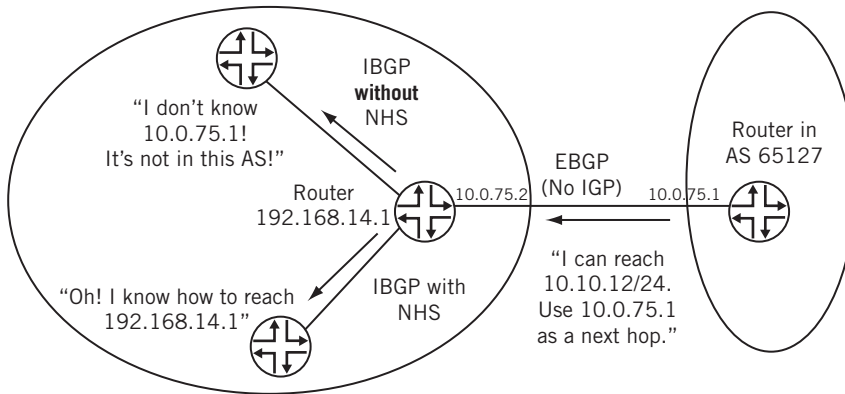 IBGP
without
NHS
“I don't know
10.0.75.1!
It's not in this AS!”
Router
192.168.14.1
“Oh! I know how to reach
192.168.14.1”
IBGP with
NHS
10.0.75.2
EBGP
(No IGP)
10.0.75.1
“I can reach
10.10.12/24.
Use 10.0.75.1
as a next hop.”
Router in
AS 65127